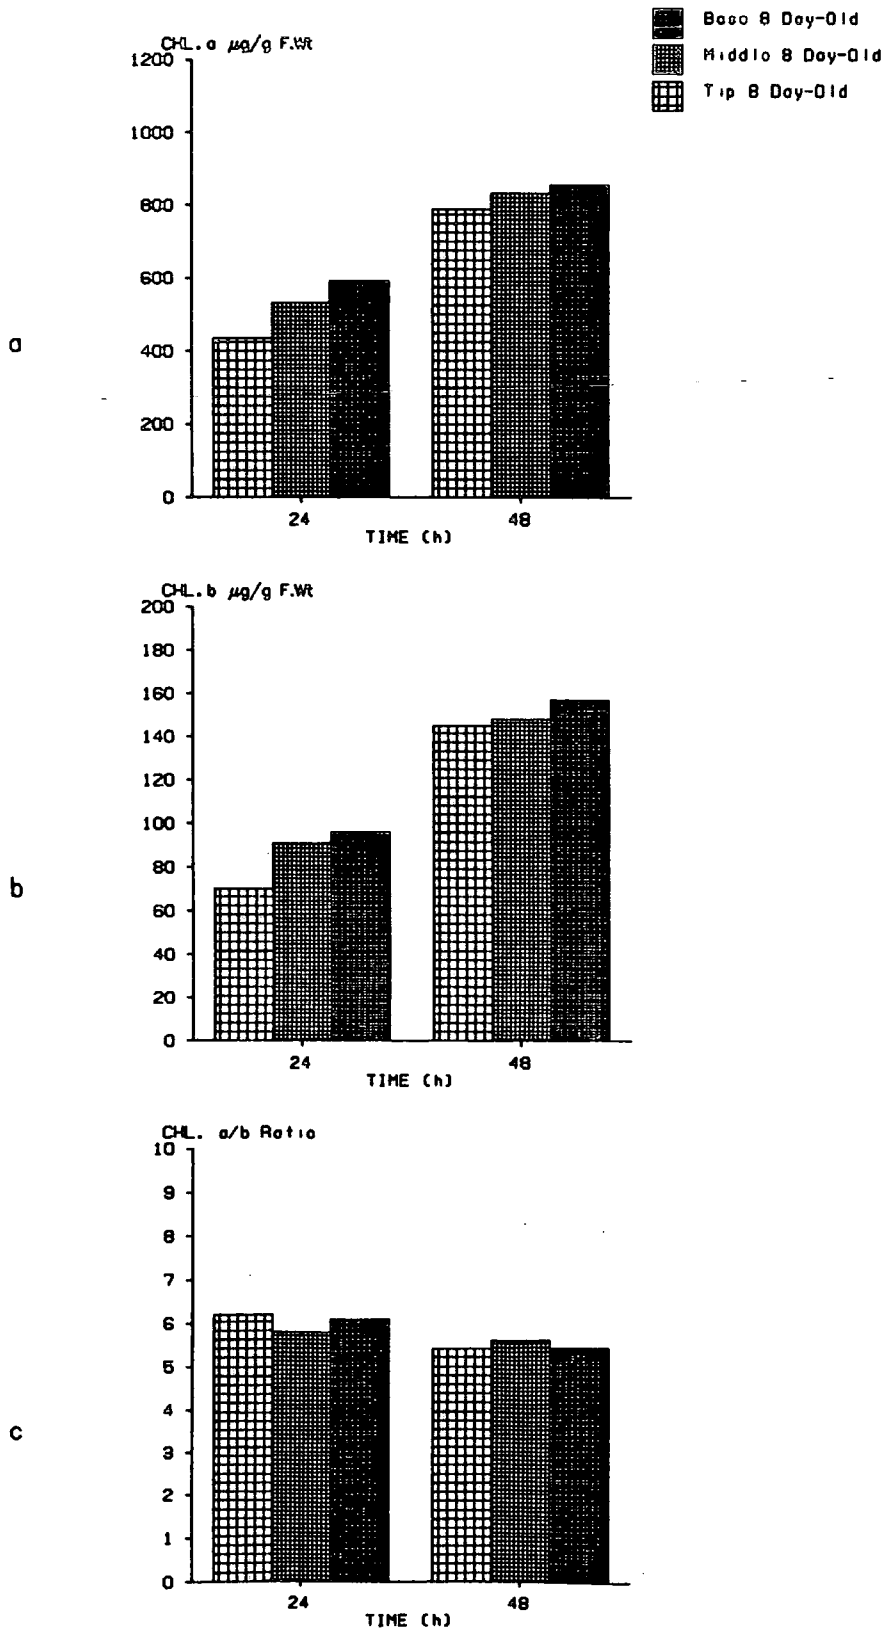 Base 8 Day-Old
Middle 8 Day-Old
Tip 8 Day-Old
a
CHL.a µg/g F.Wt
1200
1000
800
600
400
200
0
24
48
TIME (h)
b
CHL.b µg/g F.Wt
200
180
160
140
120
100
80
60
40
20
0
24
48
TIME (h)
c
CHL. a/b Ratio
10
9
8
7
6
5
4
3
2
1
0
24
48
TIME (h)